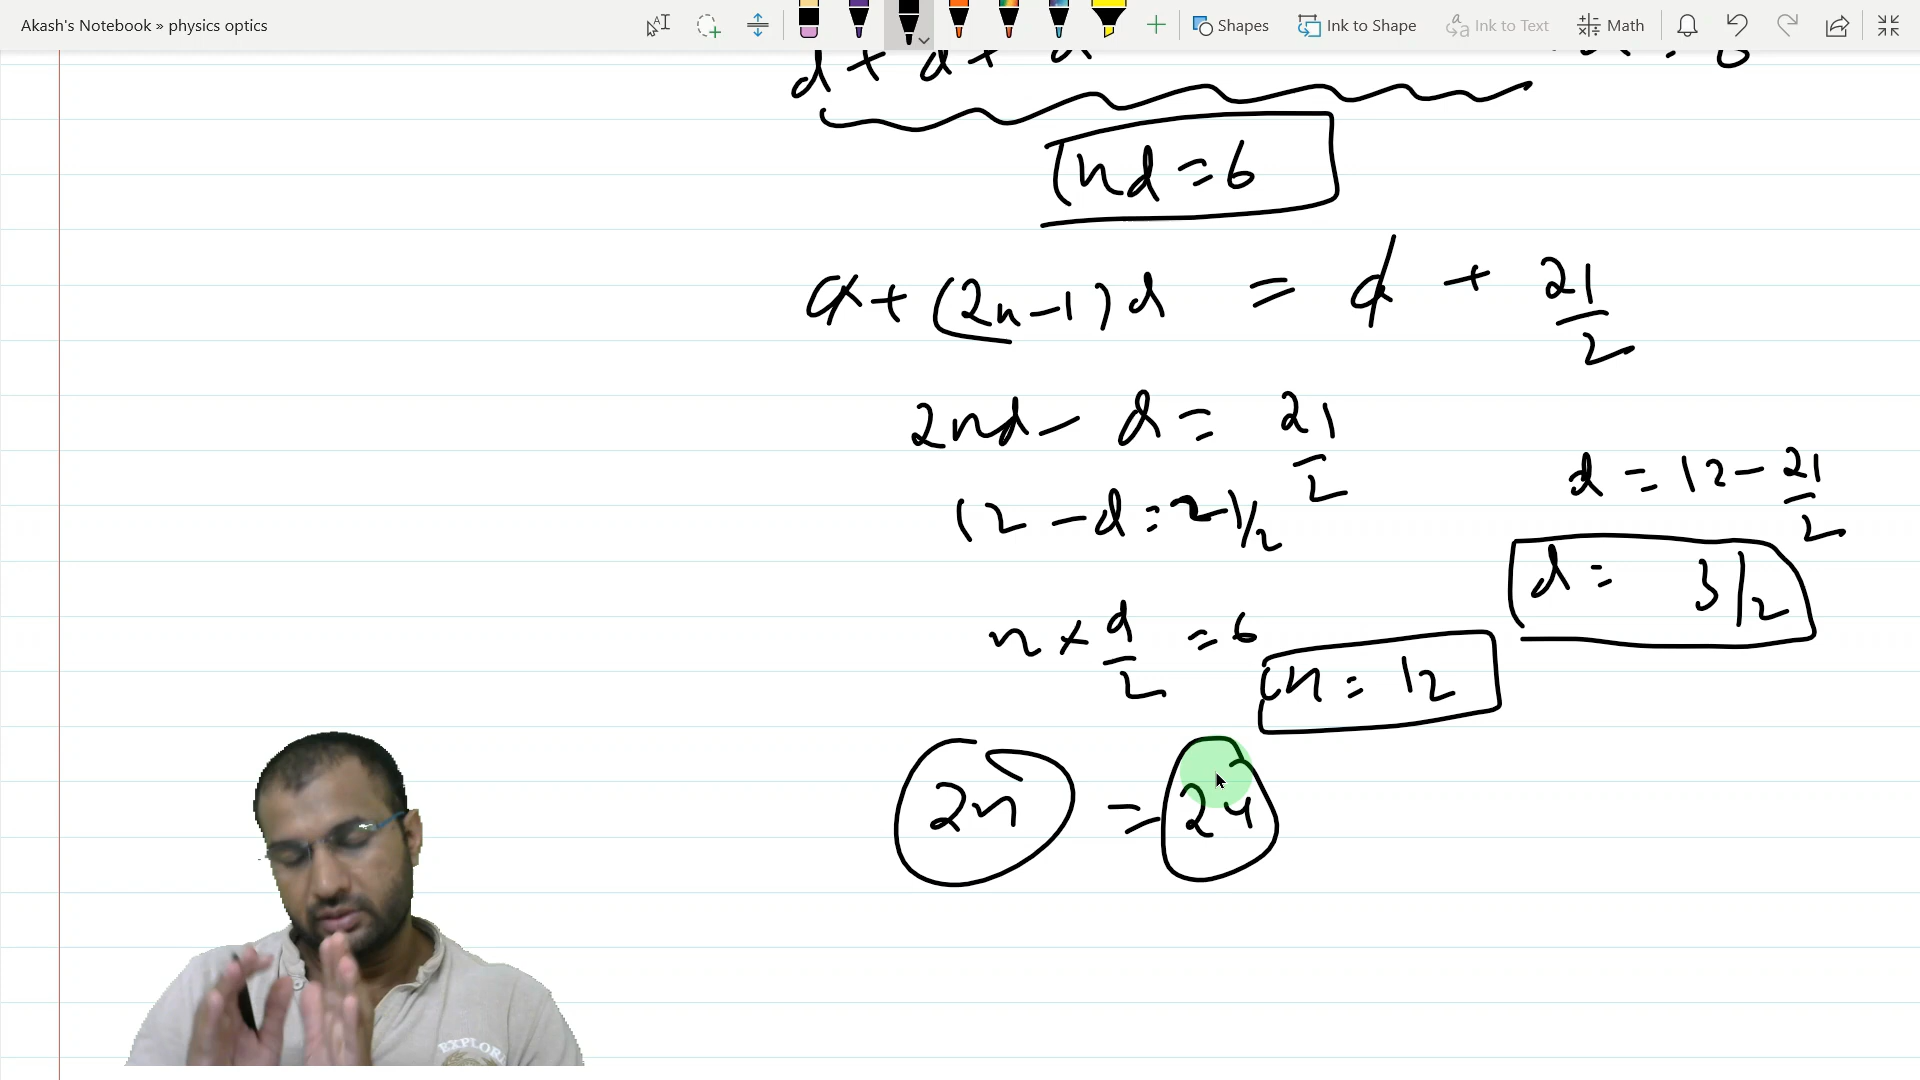 Akash's Notebook » physics optics
Shapes Ink to Shape Ink to Text Math
d + d + d
nd = 6
a + (2n-1)d = a + 21/2
2nd - d = 21/2
d = 12 - 21/2
12 - d = 21/2
d = 3/2
n × d/2 = 6
n = 12
2n = 24
EXPLOR